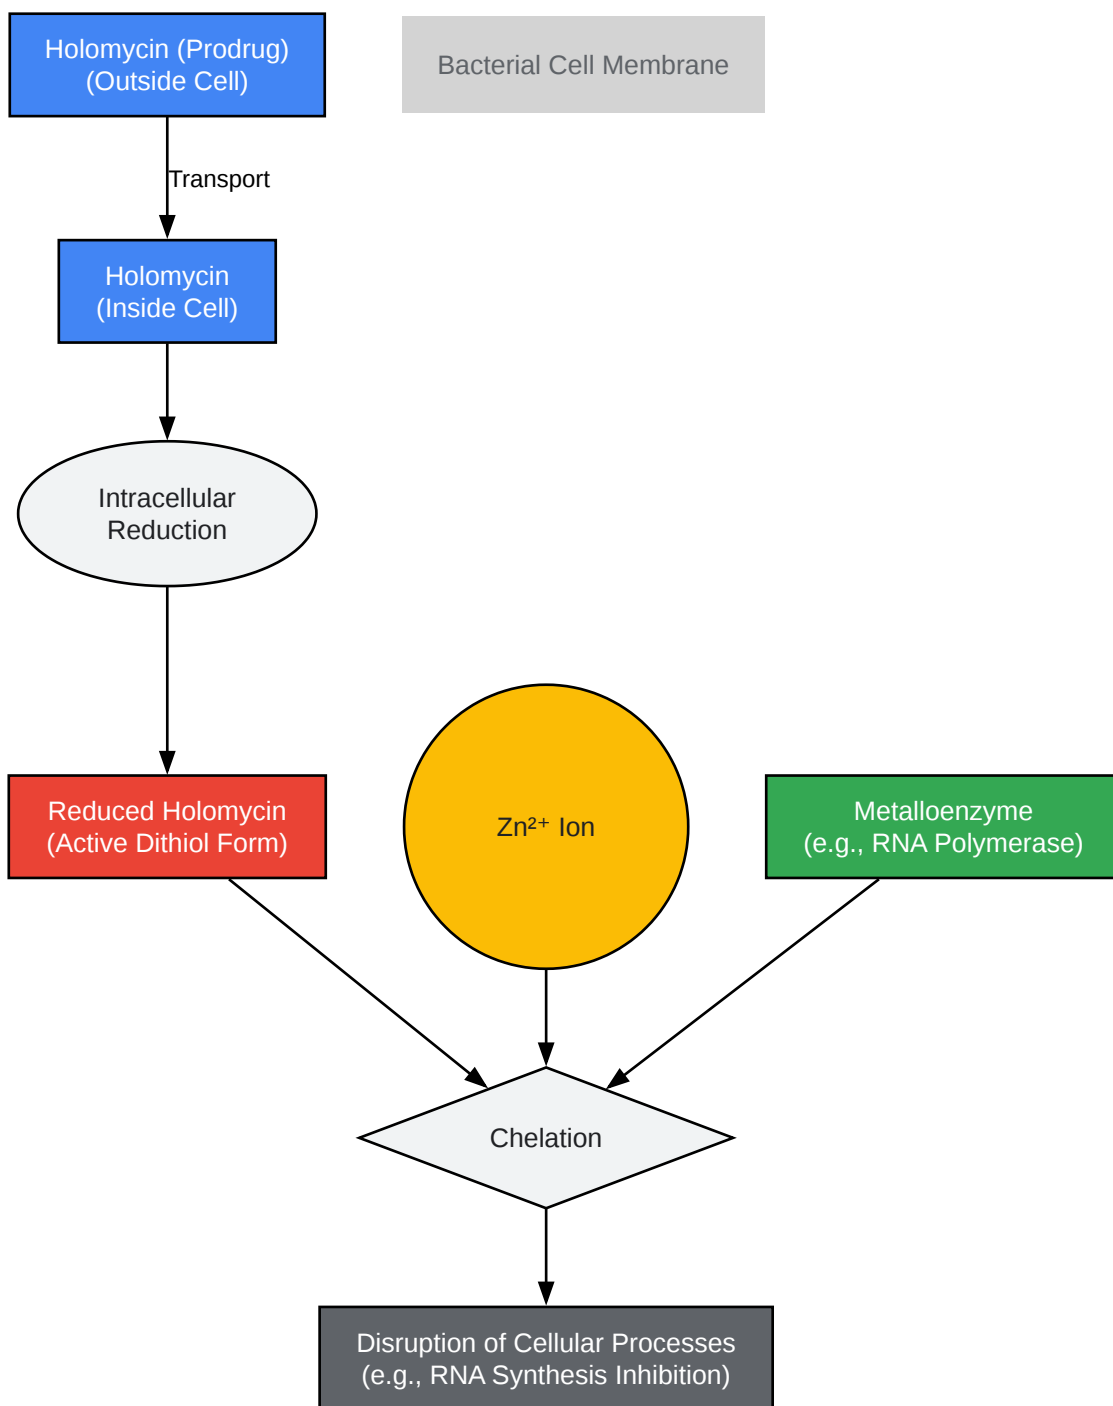 Holomycin (Prodrug)
(Outside Cell)
Bacterial Cell Membrane
Transport
Holomycin
(Inside Cell)
Intracellular
Reduction
Reduced Holomycin
(Active Dithiol Form)
Zn²⁺ Ion
Metalloenzyme
(e.g., RNA Polymerase)
Chelation
Disruption of Cellular Processes
(e.g., RNA Synthesis Inhibition)